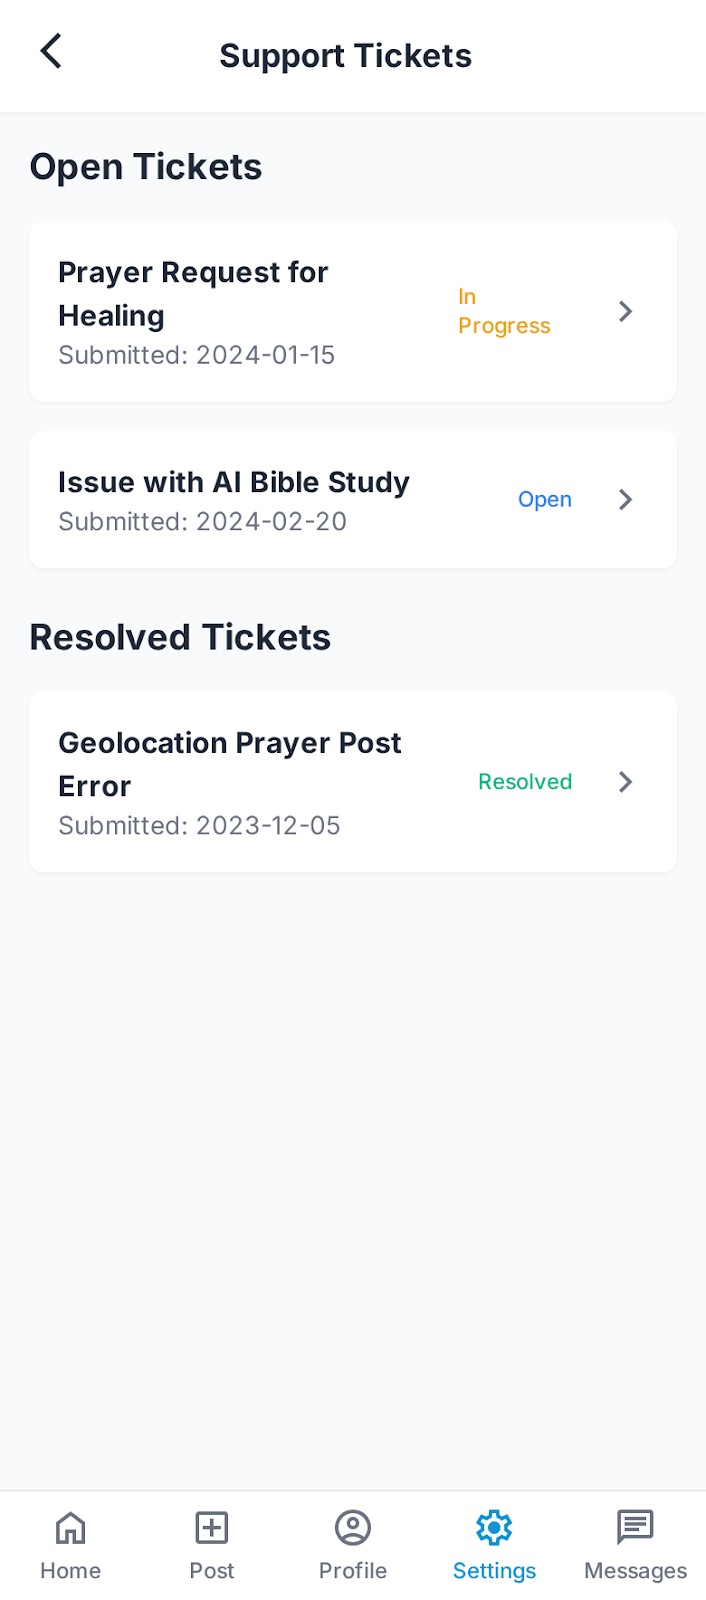 Support Tickets
Open Tickets
Prayer Request for
Healing
Submitted: 2024-01-15
In
Progress
Issue with AI Bible Study
Submitted: 2024-02-20
Open
Resolved Tickets
Geolocation Prayer Post
Error
Submitted: 2023-12-05
Resolved
Home
Post
Profile
Settings
Messages